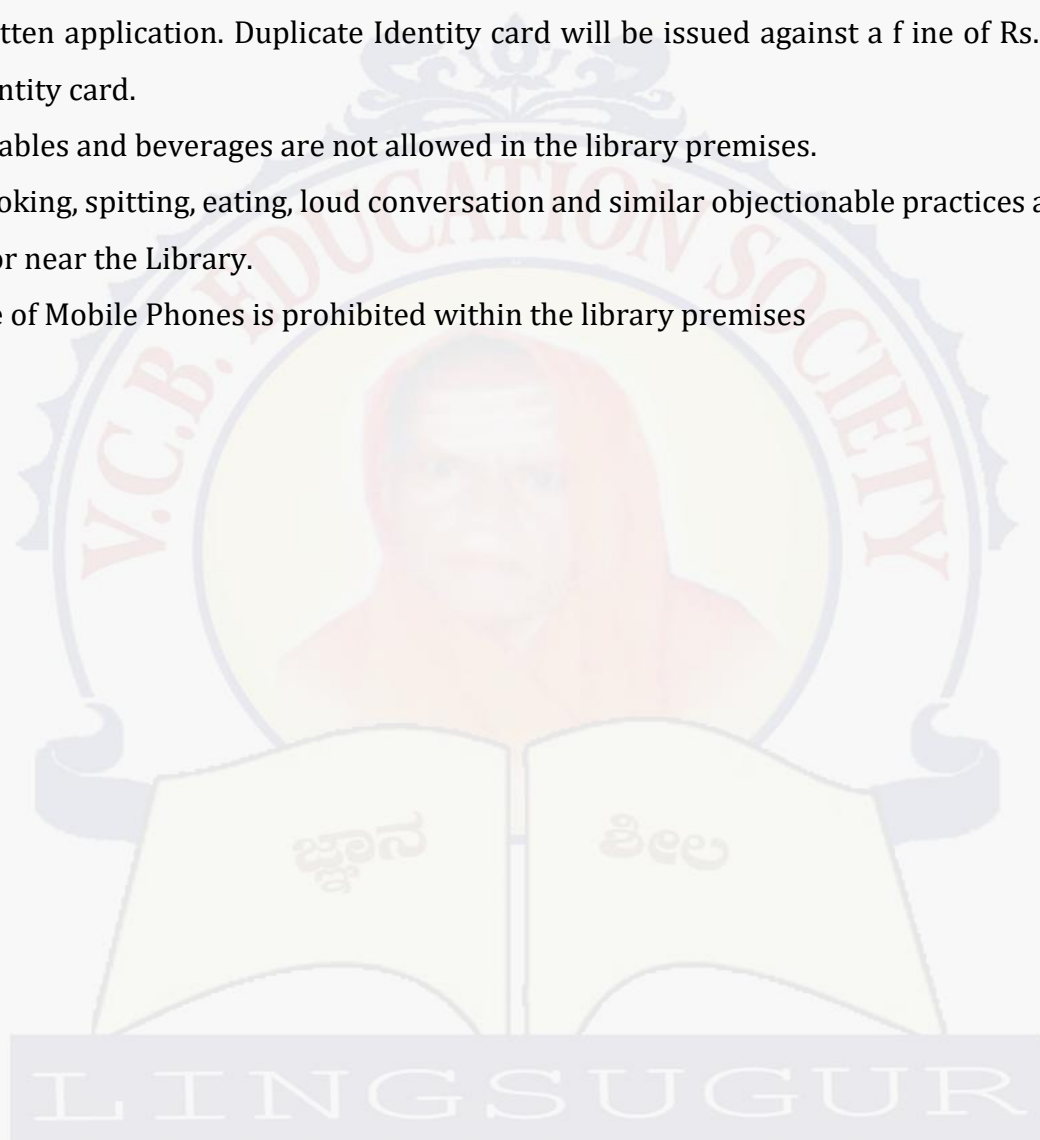 tten application. Duplicate Identity card will be issued against a f ine of Rs.
ntity card.
ables and beverages are not allowed in the library premises.
oking, spitting, eating, loud conversation and similar objectionable practices a
or near the Library.
e of Mobile Phones is prohibited within the library premises
V.C.B. EDUCATION SOCIETY
ಜ್ಞಾನ ಶೀಲ
LINGSUGUR